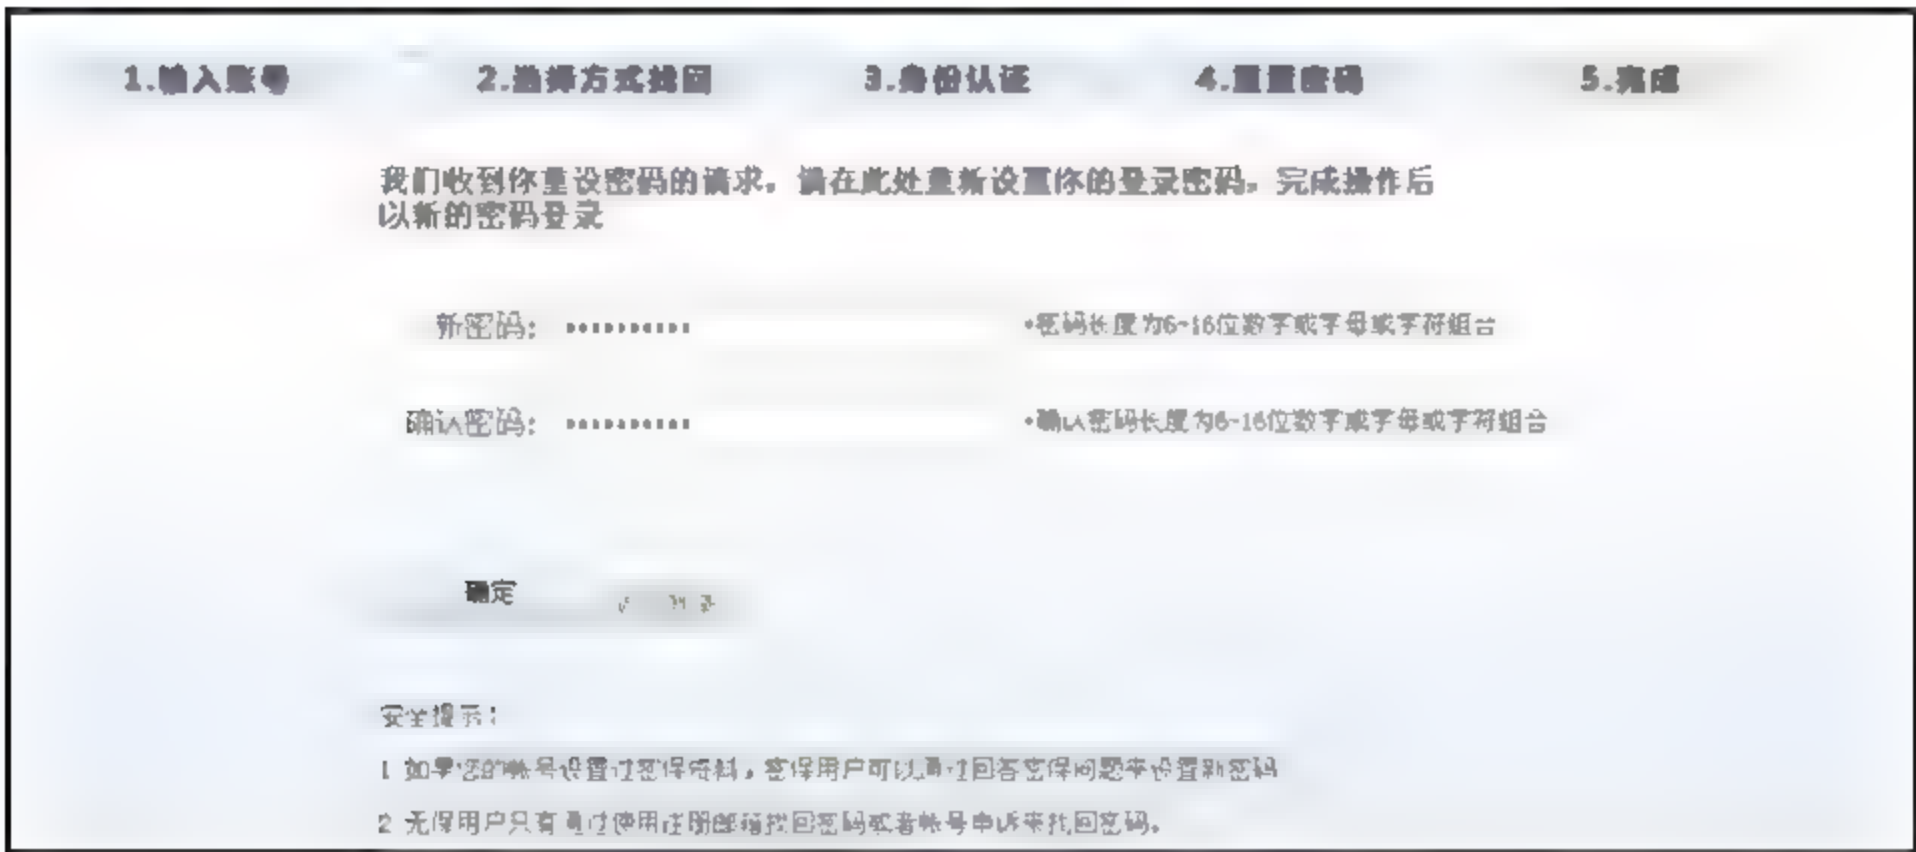 1.输入账号 2.选择方式找回 3.身份认证 4.重置密码 5.完成
我们收到你重设密码的请求，请在此处重新设置你的登录密码。完成操作后
以新的密码登录
新密码： •••••••••• *密码长度为6-16位数字或字母或字符组合
确认密码： •••••••••• *确认密码长度为6-16位数字或字母或字符组合
确定
安全提示：
1 如果您的帐号设置过密保资料，密保用户可以通过回答密保问题来设置新密码
2 无保用户只有通过使用注册邮箱找回密码或者帐号申诉来找回密码。